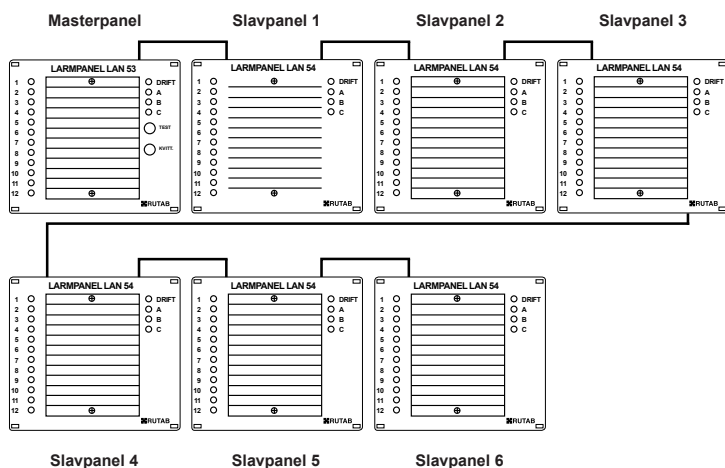 Masterpanel Slavpanel 1 Slavpanel 2 Slavpanel 3
LARMPANEL LAN 53
1 DRIFT
2 A
3 B
4 C
5
6 TEST
7
8 KVITT.
9
10
11
12
RUTAB
LARMPANEL LAN 54
1 DRIFT
2 A
3 B
4 C
5
6
7
8
9
10
11
12
RUTAB
LARMPANEL LAN 54
1 DRIFT
2 A
3 B
4 C
5
6
7
8
9
10
11
12
RUTAB
LARMPANEL LAN 54
1 DRIFT
2 A
3 B
4 C
5
6
7
8
9
10
11
12
RUTAB
LARMPANEL LAN 54
1 DRIFT
2 A
3 B
4 C
5
6
7
8
9
10
11
12
RUTAB
LARMPANEL LAN 54
1 DRIFT
2 A
3 B
4 C
5
6
7
8
9
10
11
12
RUTAB
LARMPANEL LAN 54
1 DRIFT
2 A
3 B
4 C
5
6
7
8
9
10
11
12
RUTAB
Slavpanel 4 Slavpanel 5 Slavpanel 6